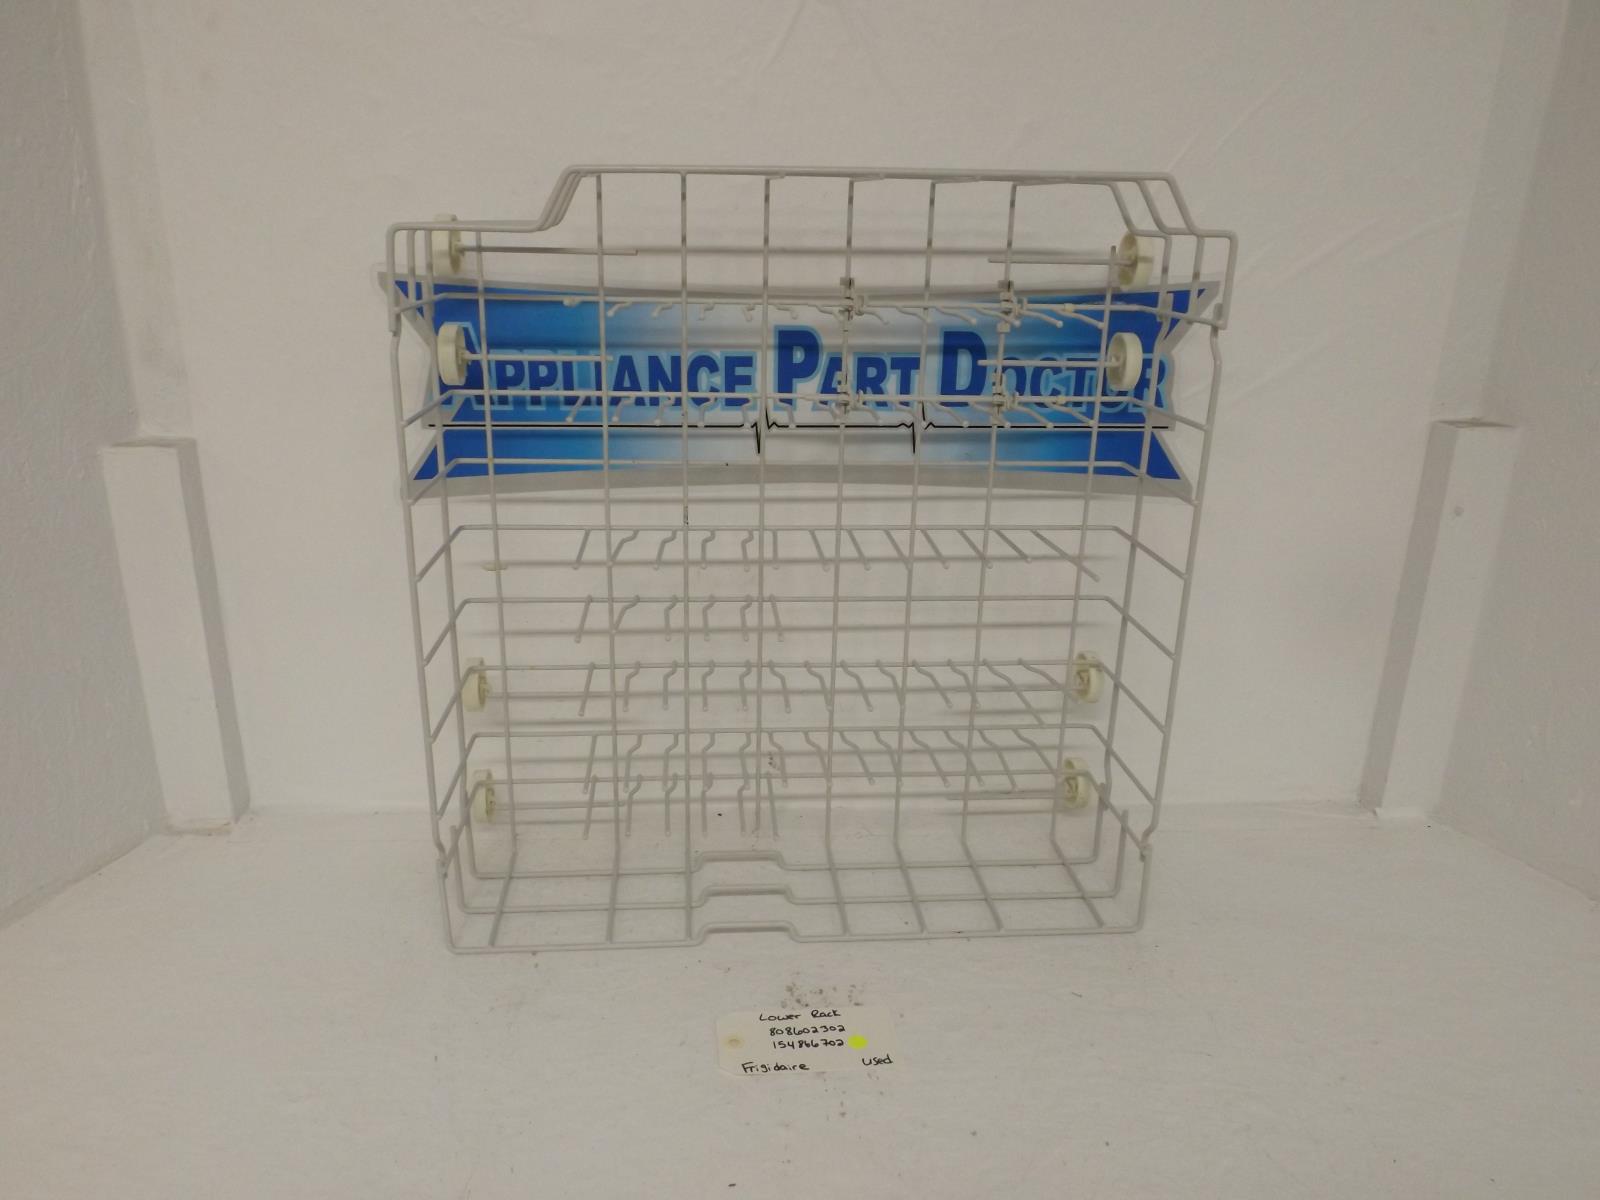 APPLIANCE PART DOCTOR
Lower Rack
808602302
154866702
Frigidaire used